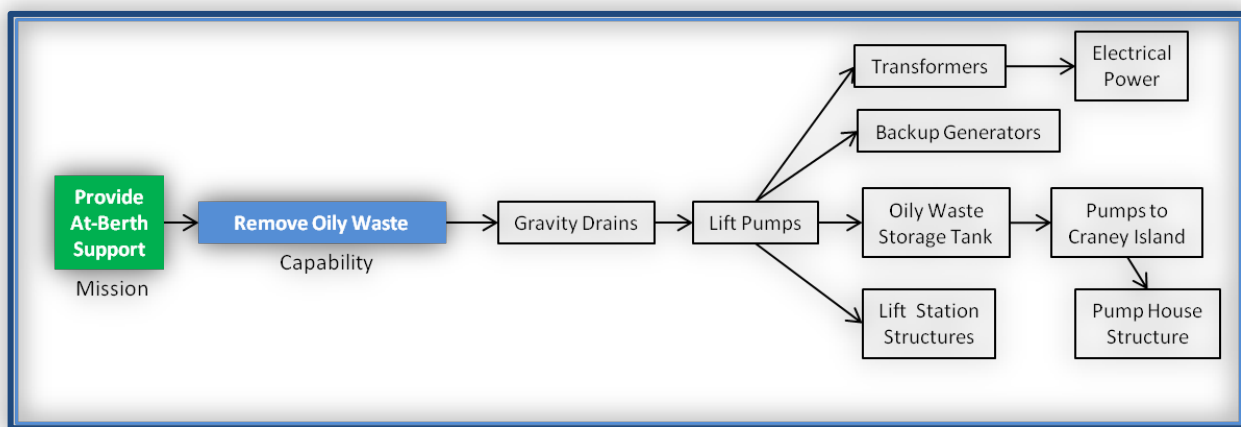 Provide
At-Berth
Support
Mission
Remove Oily Waste
Capability
Gravity Drains
Lift Pumps
Transformers
Electrical
Power
Backup Generators
Oily Waste
Storage Tank
Pumps to
Craney Island
Lift Station
Structures
Pump House
Structure